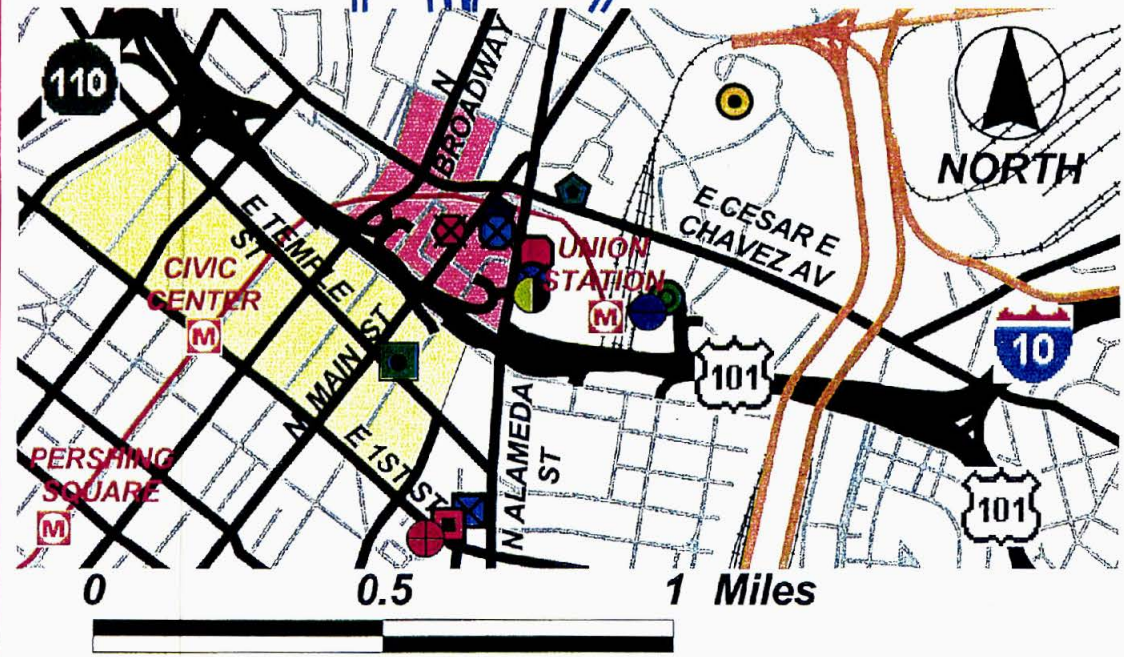 110
N
BROADWAY
NORTH
E CESAR E
CHAVEZ AV
E TEMPLE
ST
UNION
STATION
CIVIC
CENTER
M
M
N MAIN ST
10
101
PERSHING
SQUARE
E 1ST ST
N ALAMEDA
ST
101
M
0
0.5
1 Miles